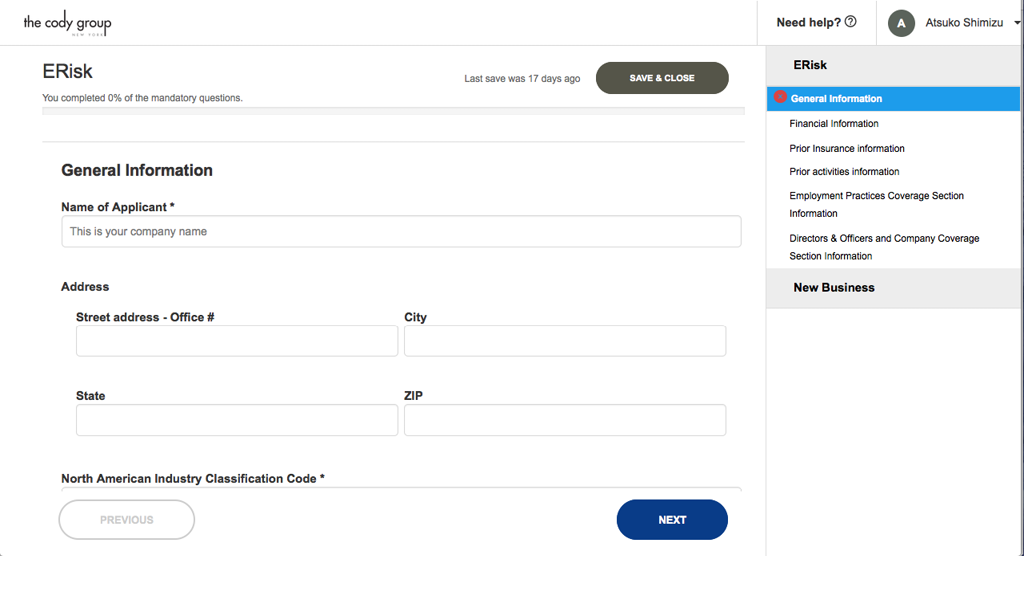 the cody group
NEW YORK
Need help?
A
Atsuko Shimizu
ERisk
You completed 0% of the mandatory questions.
Last save was 17 days ago
SAVE & CLOSE
General Information
Name of Applicant *
This is your company name
Address
Street address - Office #
City
State
ZIP
North American Industry Classification Code *
PREVIOUS
NEXT
ERisk
General Information
Financial Information
Prior Insurance information
Prior activities information
Employment Practices Coverage Section
Information
Directors & Officers and Company Coverage
Section Information
New Business